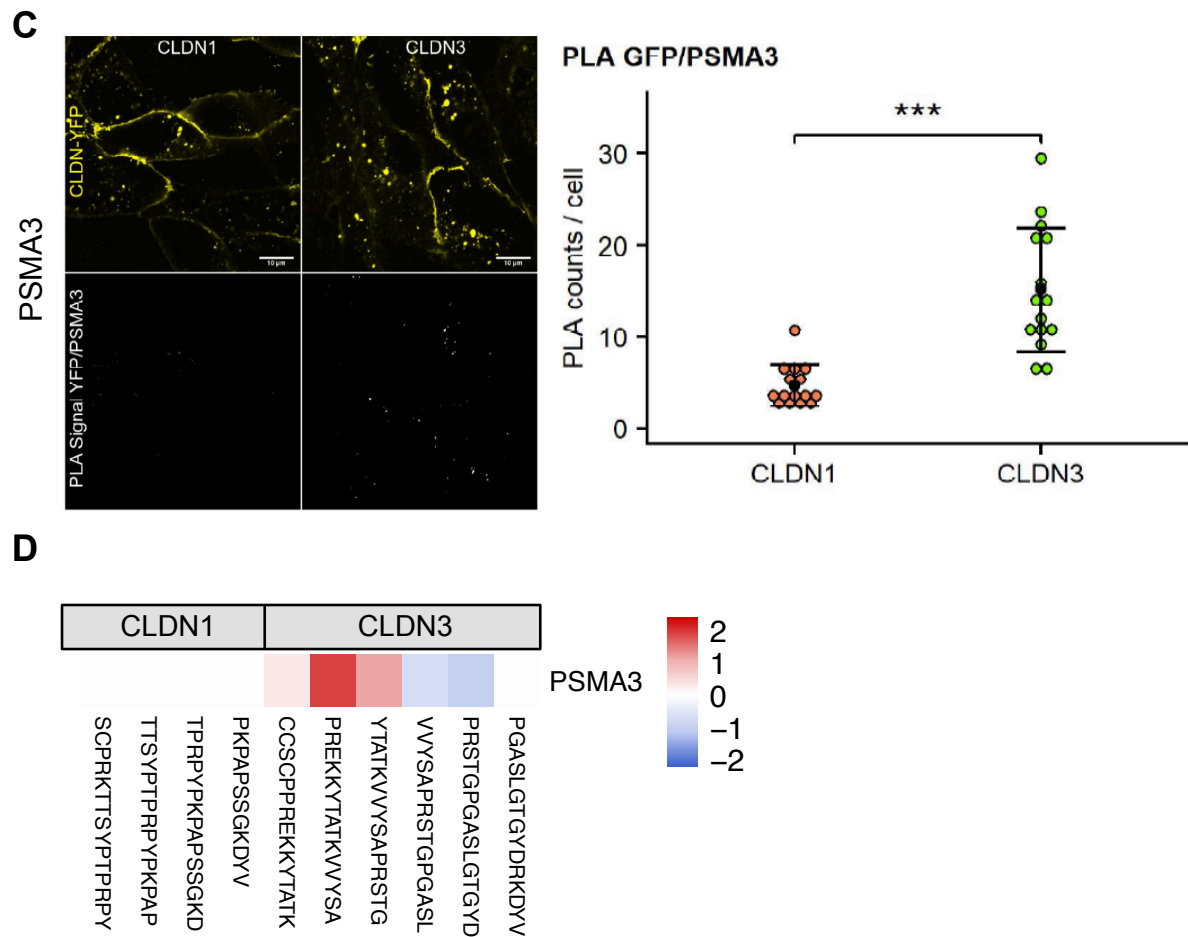 C
CLDN1 CLDN3
CLDN-YFP
10 µm 10 µm
PSMA3
PLA Signal YFP/PSMA3
PLA GFP/PSMA3
***
PLA counts / cell
30
20
10
0
CLDN1 CLDN3
D
CLDN1 CLDN3
PSMA3
2
1
0
−1
−2
SCPRKTTSYPTPRPY
TTSYPTPRPYPKPAP
TPRPYPKPAPSSGKD
PKPAPSSGKDYV
CCSCPPREKKYTATK
PREKKYTATKVVYSA
YTATKVVYSAPRSTG
VVYSAPRSTGPGASL
PRSTGPGASLGTGYD
PGASLGTGYDRKDYV